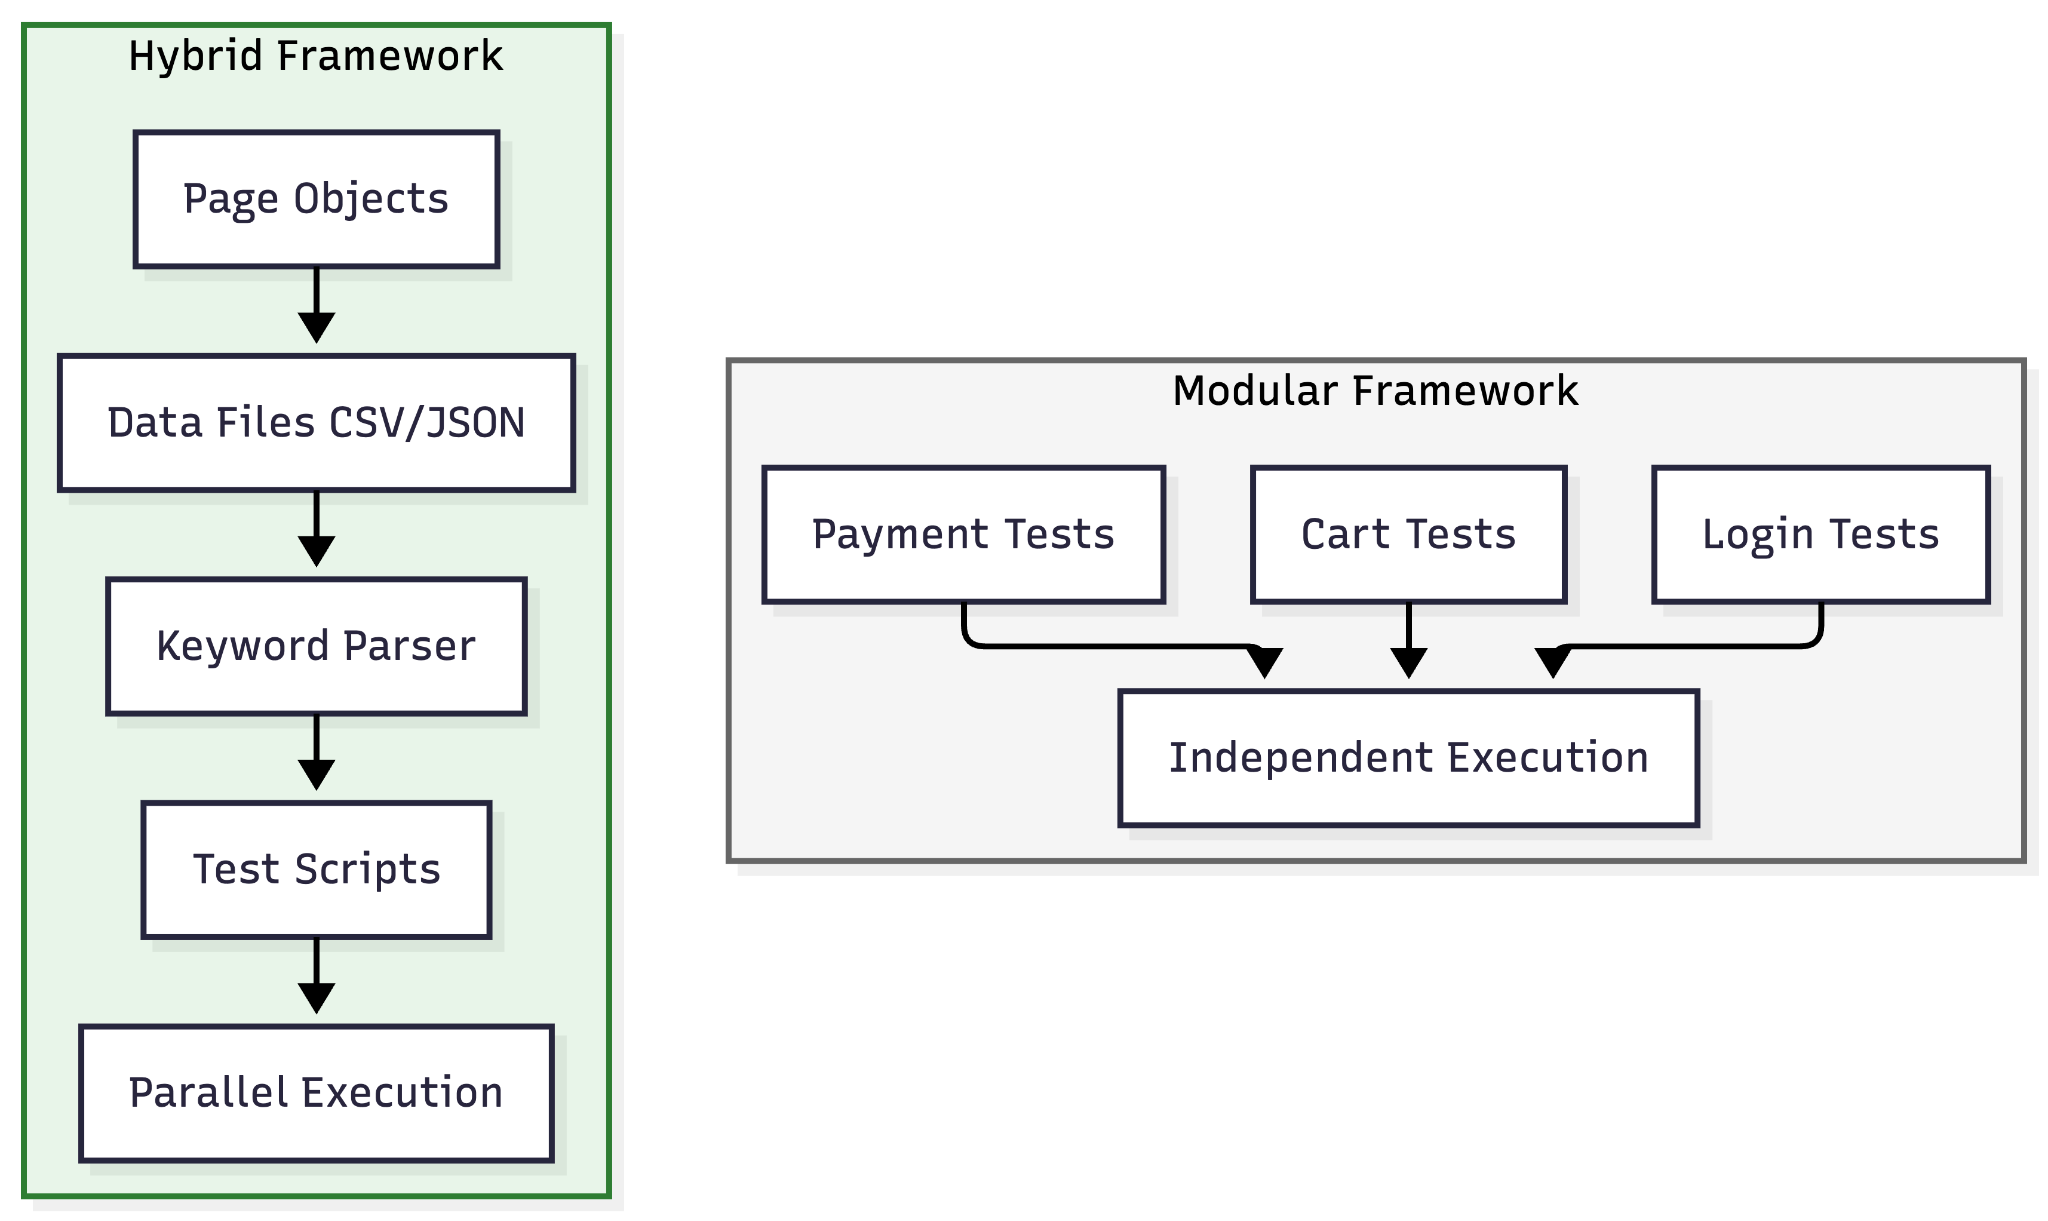 Hybrid Framework
Page Objects
Data Files CSV/JSON
Keyword Parser
Test Scripts
Parallel Execution
Modular Framework
Payment Tests
Cart Tests
Login Tests
Independent Execution